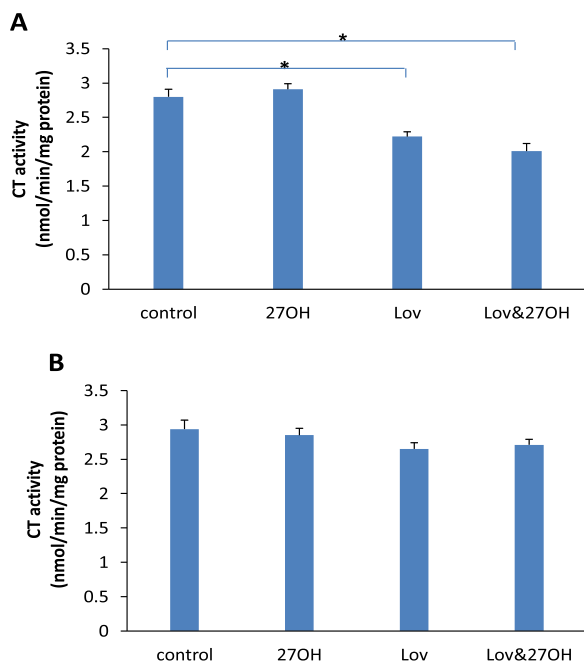 A
*
*
3.5
3
2.5
2
1.5
1
0.5
0
CT activity
(nmol/min/mg protein)
control 27OH Lov Lov&27OH
B
3.5
3
2.5
2
1.5
1
0.5
0
CT activity
(nmol/min/mg protein)
control 27OH Lov Lov&27OH